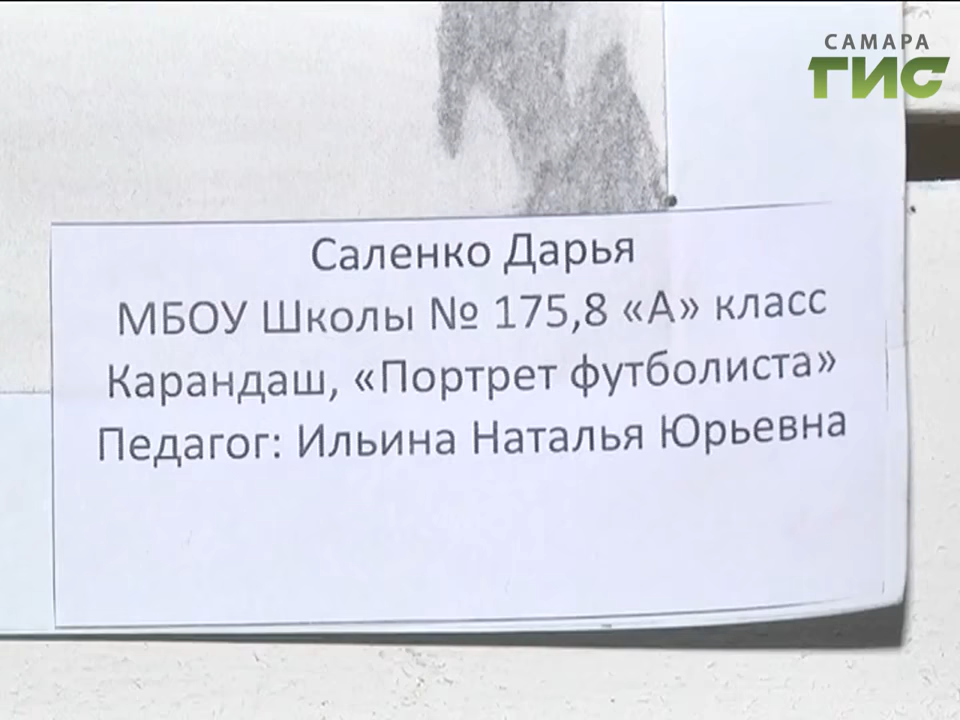 САМАРА
ГИС
Саленко Дарья
МБОУ Школы № 175,8 «А» класс
Карандаш, «Портрет футболиста»
Педагог: Ильина Наталья Юрьевна